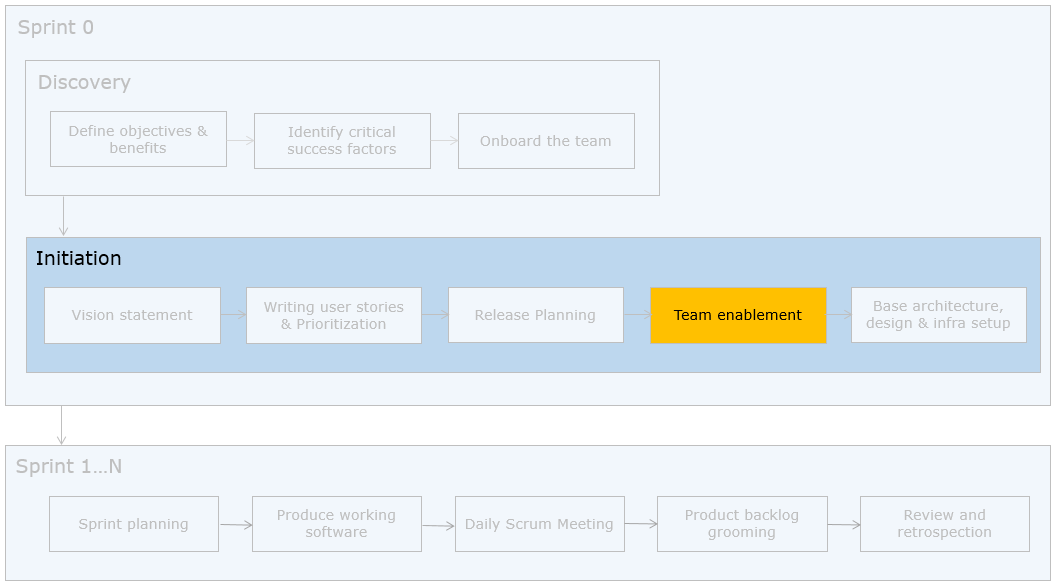 Sprint 0
Discovery
Define objectives &
benefits
Identify critical
success factors
Onboard the team
Initiation
Vision statement
Writing user stories
& Prioritization
Release Planning
Team enablement
Base architecture,
design & infra setup
Sprint 1...N
Sprint planning
Produce working
software
Daily Scrum Meeting
Product backlog
grooming
Review and
retrospection